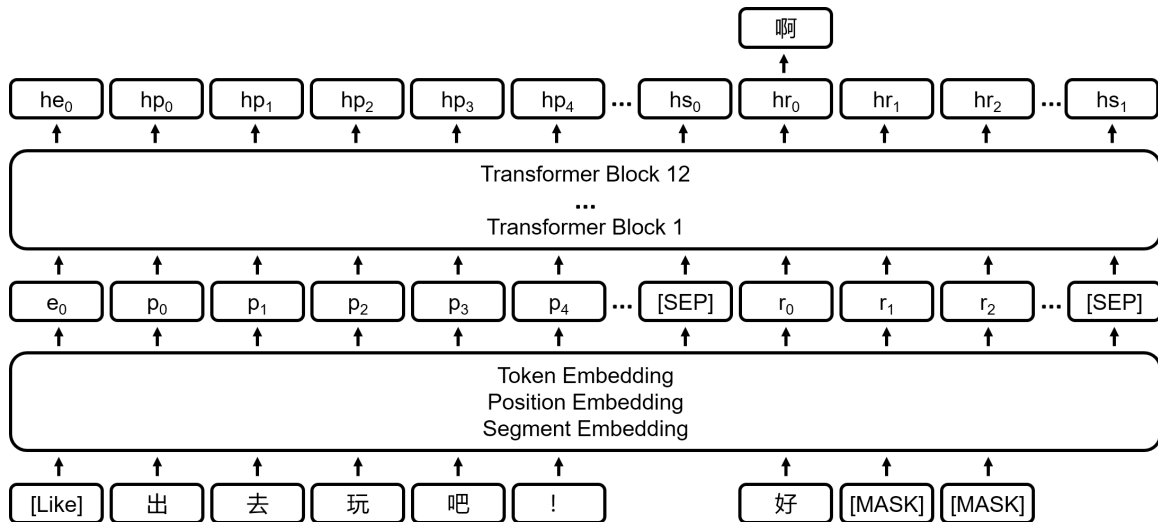 啊
he0 hp0 hp1 hp2 hp3 hp4 ... hs0 hr0 hr1 hr2 ... hs1
Transformer Block 12
...
Transformer Block 1
e0 p0 p1 p2 p3 p4 ... [SEP] r0 r1 r2 ... [SEP]
Token Embedding
Position Embedding
Segment Embedding
[Like] 出 去 玩 吧 ! 好 [MASK] [MASK]